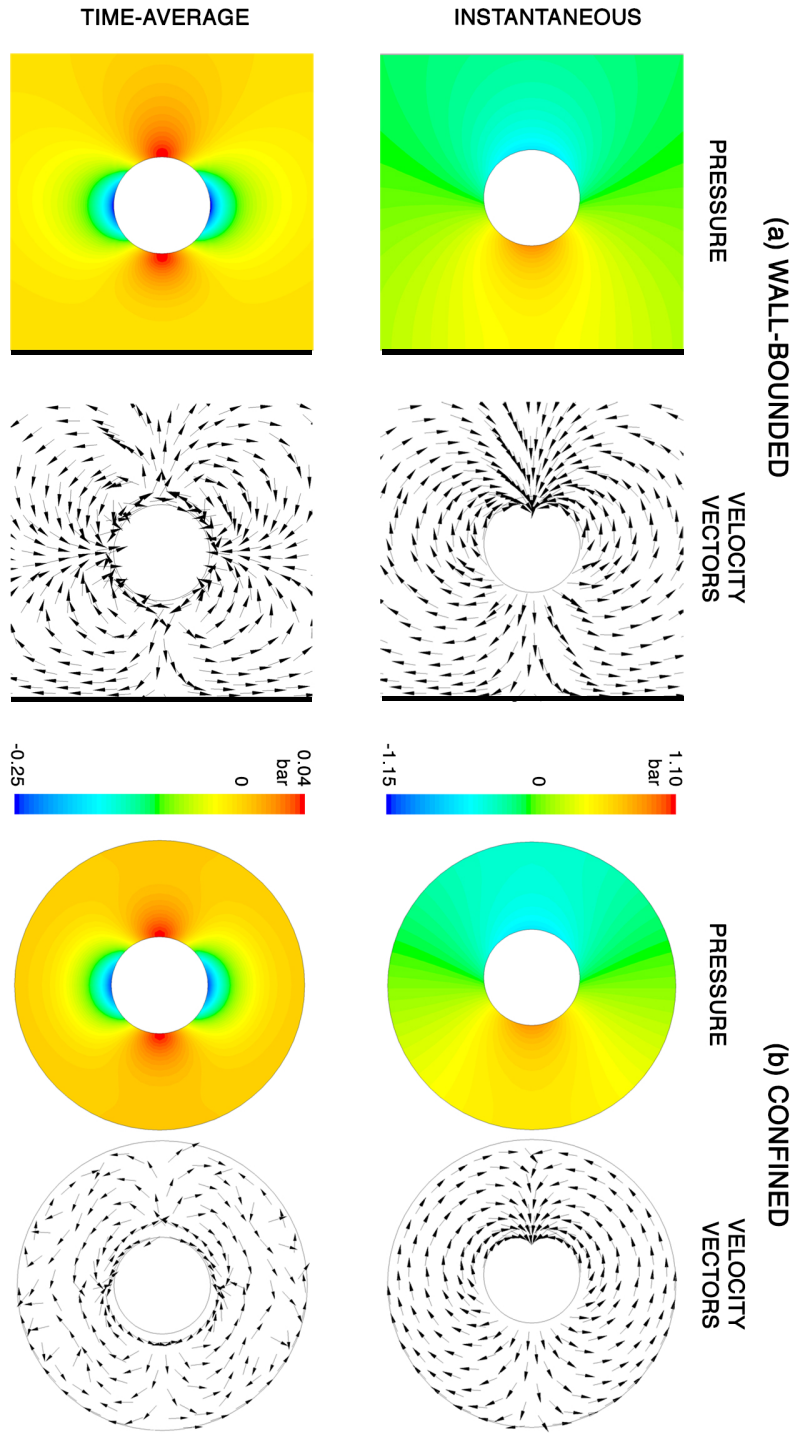 TIME-AVERAGE
INSTANTANEOUS
(a) WALL-BOUNDED
PRESSURE
VELOCITY
VECTORS
-0.25
0
bar
0.04
-1.15
0
bar
1.10
(b) CONFINED
PRESSURE
VELOCITY
VECTORS